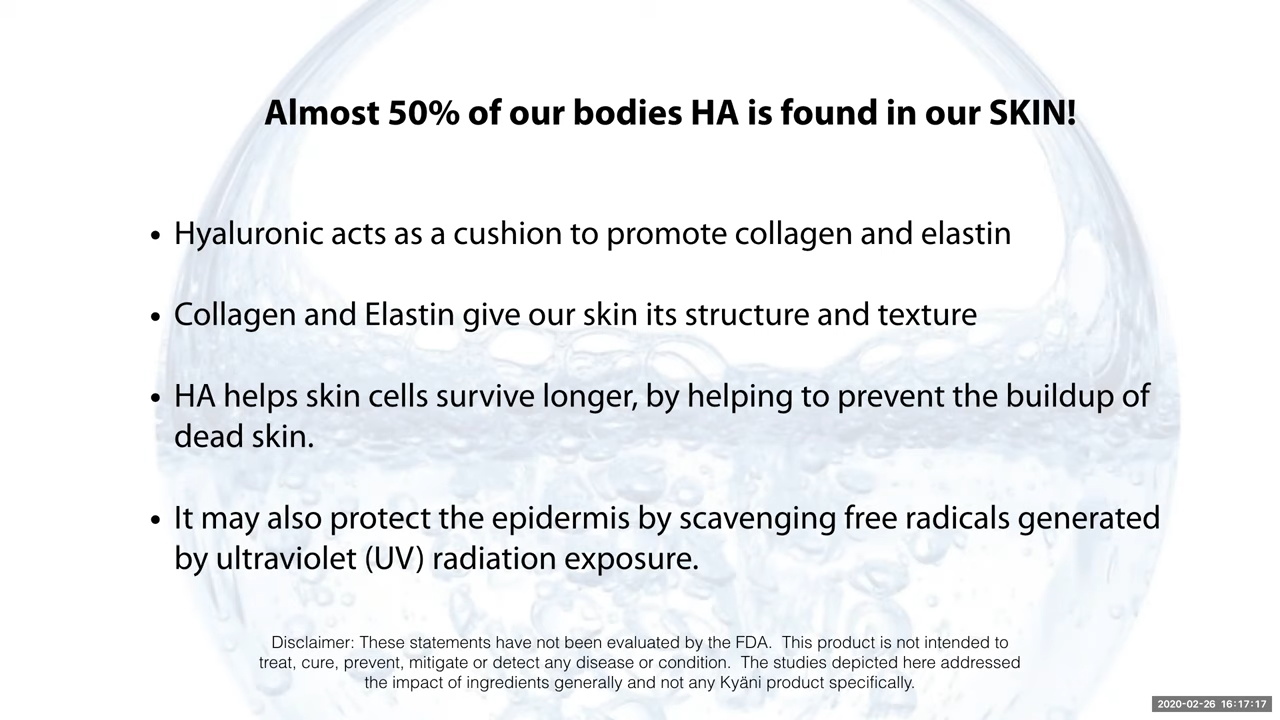 Almost 50% of our bodies HA is found in our SKIN!
• Hyaluronic acts as a cushion to promote collagen and elastin
• Collagen and Elastin give our skin its structure and texture
• HA helps skin cells survive longer, by helping to prevent the buildup of
dead skin.
• It may also protect the epidermis by scavenging free radicals generated
by ultraviolet (UV) radiation exposure.
Disclaimer: These statements have not been evaluated by the FDA.  This product is not intended to
treat, cure, prevent, mitigate or detect any disease or condition.  The studies depicted here addressed
the impact of ingredients generally and not any Kyäni product specifically.
2020-02-26 16:17:17